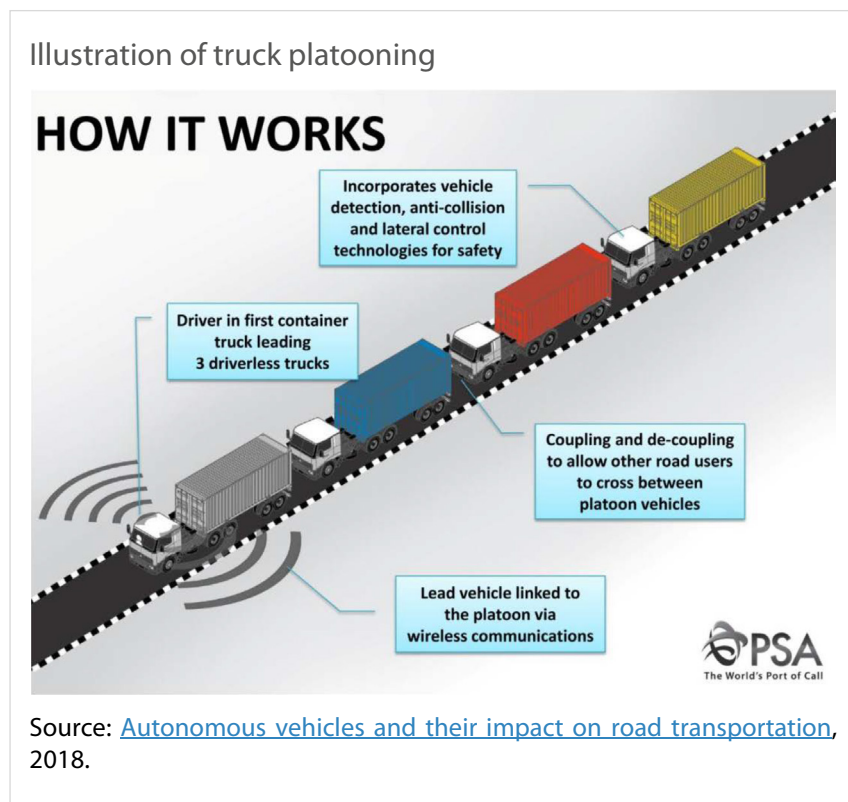 Illustration of truck platooning
HOW IT WORKS
Incorporates vehicle
detection, anti-collision
and lateral control
technologies for safety
Driver in first container
truck leading
3 driverless trucks
Coupling and de-coupling
to allow other road users
to cross between
platoon vehicles
Lead vehicle linked to
the platoon via
wireless communications
PSA
The World's Port of Call
Source: Autonomous vehicles and their impact on road transportation,
2018.